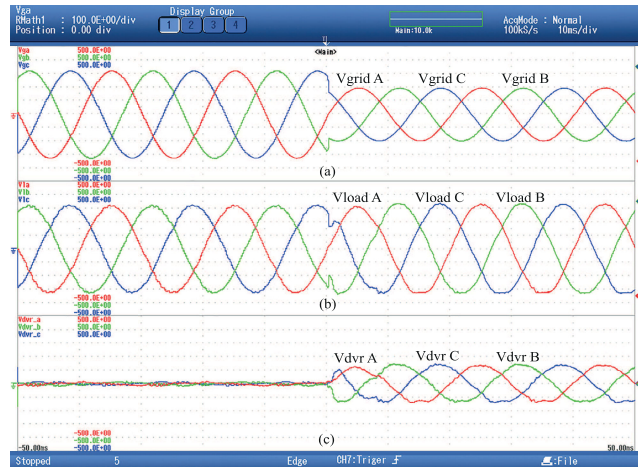 Vga
RMath1 : 100.0E+00/div
Position : 0.00 div
Display Group
1 2 3 4
Main:10.0k
AcqMode : Normal
100kS/s 10ms/div
<Main>
Vga 500.0E+00
Vgb 500.0E+00
Vgc 500.0E+00
Vgrid A Vgrid C Vgrid B
-500.0E+00
-500.0E+00
-500.0E+00
(a)
Vla 500.0E+00
Vlb 500.0E+00
Vlc 500.0E+00
Vload A Vload C Vload B
-500.0E+00
-500.0E+00
-500.0E+00
(b)
Vdvr_a 500.0E+00
Vdvr_b 500.0E+00
Vdvr_c 500.0E+00
Vdvr A Vdvr C Vdvr B
-500.0E+00
-500.0E+00
-50.00ms -500.0E+00
(c)
50.00ms
Stopped 5 Edge CH7:Triger File